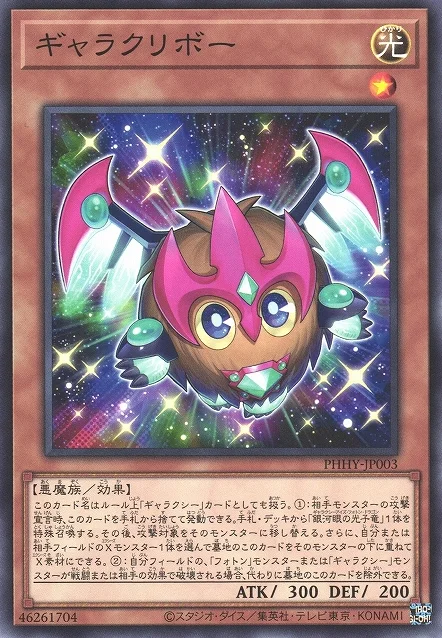 ギャラクリボー
光
PHHY-JP003
【悪魔族／効果】
このカード名はルール上「ギャラクシー」カードとしても扱う。①：相手モンスターの攻撃
宣言時、このカードを手札から捨てて発動できる。手札・デッキから「銀河眼の光子竜」1体を
特殊召喚する。その後、攻撃対象をそのモンスターに移し替える。さらに、自分または
相手フィールドのXモンスター1体を選んで墓地のこのカードをそのモンスターの下に重ねて
X素材にできる。②：自分フィールドの、「フォトン」モンスターまたは「ギャラクシー」モン
スターが戦闘または相手の効果で破壊される場合、代わりに墓地のこのカードを除外できる。
ATK/ 300 DEF/ 200
46261704
©スタジオ・ダイス／集英社・テレビ東京・KONAMI